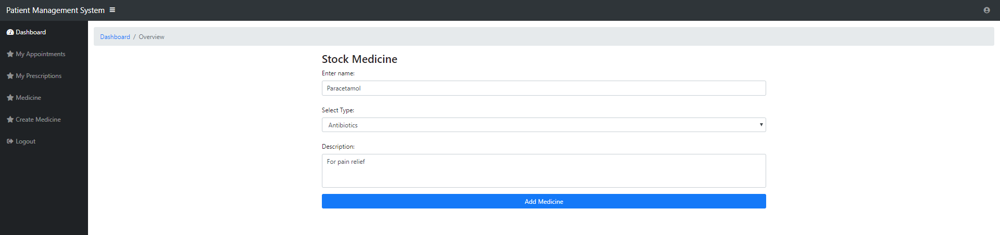 Patient Management System
Dashboard
My Appointments
My Prescriptions
Medicine
Create Medicine
Logout
Dashboard / Overview
Stock Medicine
Enter name:
Paracetamol
Select Type:
Antibiotics
Description:
For pain relief
Add Medicine